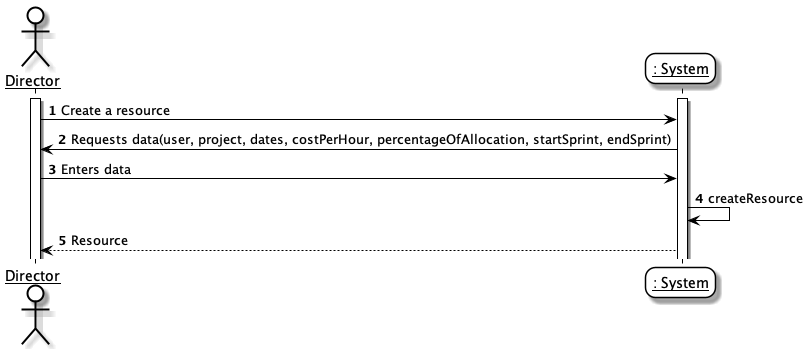 Director
: System
1 Create a resource
2 Requests data(user, project, dates, costPerHour, percentageOfAllocation, startSprint, endSprint)
3 Enters data
4 createResource
5 Resource
Director
: System